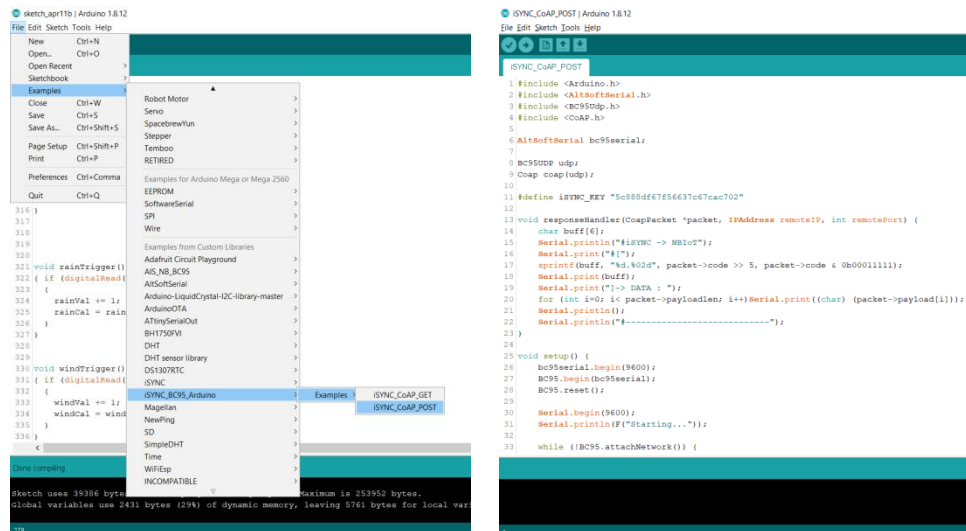 sketch_apr11b | Arduino 1.8.12
File Edit Sketch Tools Help
New Ctrl+N
Open... Ctrl+O
Open Recent
Sketchbook
Examples
Close Ctrl+W
Save Ctrl+S
Save As... Ctrl+Shift+S
Page Setup Ctrl+Shift+P
Print Ctrl+P
Preferences Ctrl+Comma
Quit Ctrl+Q
Robot Motor
Servo
SpacebrewYun
Stepper
Temboo
RETIRED
Examples for Arduino Mega or Mega 2560
EEPROM
SoftwareSerial
SPI
Wire
Examples from Custom Libraries
Adafruit Circuit Playground
AIS_NB_BC95
AltSoftSerial
Arduino-LiquidCrystal-I2C-library-master
ArduinoOTA
ATtinySerialOut
BH1750FVI
DHT
DHT sensor library
DS1307RTC
iSYNC
iSYNC_BC95_Arduino
Magellan
NewPing
SD
SimpleDHT
Time
WiFiEsp
INCOMPATIBLE
Examples
iSYNC_CoAP_GET
iSYNC_CoAP_POST
316 }
317
318
319
320
321 void rainTrigger()
322 { if (digitalRead(
323 {
324 rainVal += 1;
325 rainCal = rain
326 }
327 }
328
329
330 void windTrigger()
331 { if (digitalRead(
332 {
333 windVal += 1;
334 windCal = wind
335 }
336 }
Done compiling.
Sketch uses 39386 byte
Maximum is 253952 bytes.
Global variables use 2431 bytes (29%) of dynamic memory, leaving 5761 bytes for local vari
278
iSYNC_CoAP_POST | Arduino 1.8.12
File Edit Sketch Tools Help
iSYNC_CoAP_POST
1 #include <Arduino.h>
2 #include <AltSoftSerial.h>
3 #include <BC95Udp.h>
4 #include <CoAP.h>
5
6 AltSoftSerial bc95serial;
7
8 BC95UDP udp;
9 Coap coap(udp);
10
11 #define iSYNC_KEY "5c888df67f56637c67cac702"
12
13 void responseHandler(CoapPacket *packet, IPAddress remoteIP, int remotePort) {
14 char buff[6];
15 Serial.println("#iSYNC -> NBIoT");
16 Serial.print("#[");
17 sprintf(buff, "%d.%02d", packet->code >> 5, packet->code & 0b00011111);
18 Serial.print(buff);
19 Serial.print("]-> DATA : ");
20 for (int i=0; i< packet->payloadlen; i++)Serial.print((char) (packet->payload[i]));
21 Serial.println();
22 Serial.println("#----------------------------");
23 }
24
25 void setup() {
26 bc95serial.begin(9600);
27 BC95.begin(bc95serial);
28 BC95.reset();
29
30 Serial.begin(9600);
31 Serial.println(F("Starting..."));
32
33 while (!BC95.attachNetwork()) {